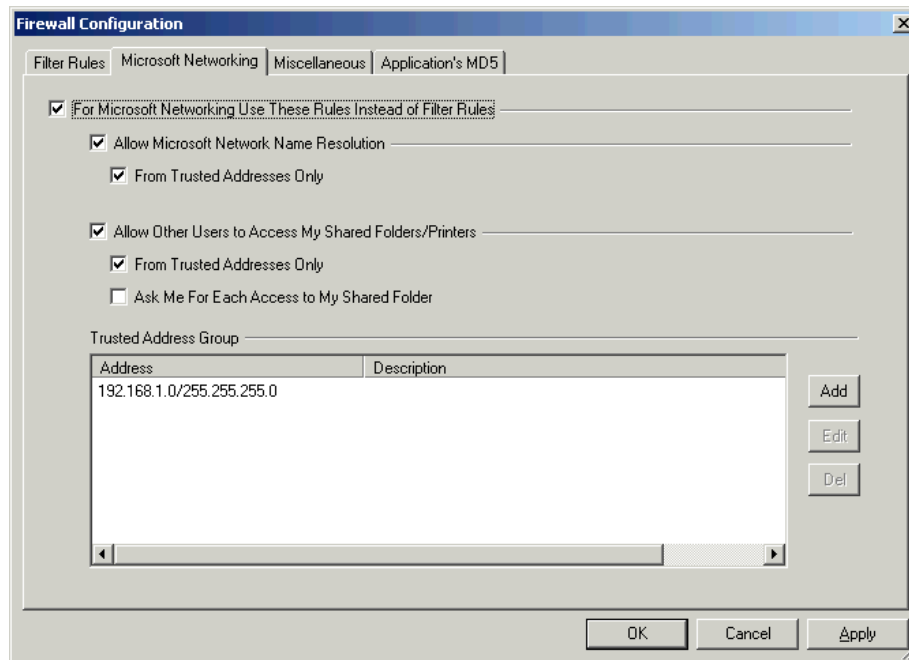 Firewall Configuration
Filter Rules Microsoft Networking Miscellaneous Application's MD5
For Microsoft Networking Use These Rules Instead of Filter Rules
Allow Microsoft Network Name Resolution
From Trusted Addresses Only
Allow Other Users to Access My Shared Folders/Printers
From Trusted Addresses Only
Ask Me For Each Access to My Shared Folder
Trusted Address Group
Address Description
192.168.1.0/255.255.255.0
Add
Edit
Del
OK Cancel Apply